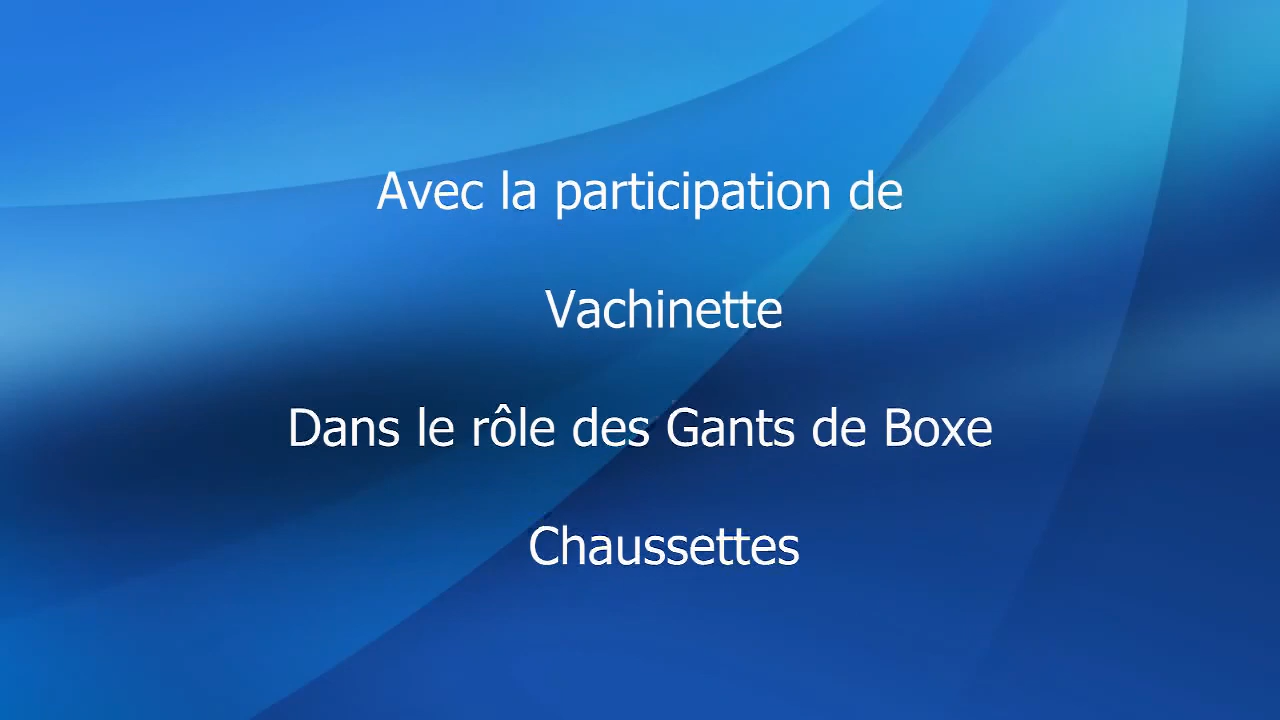 Avec la participation de
Vachinette
Dans le rôle des Gants de Boxe
Chaussettes